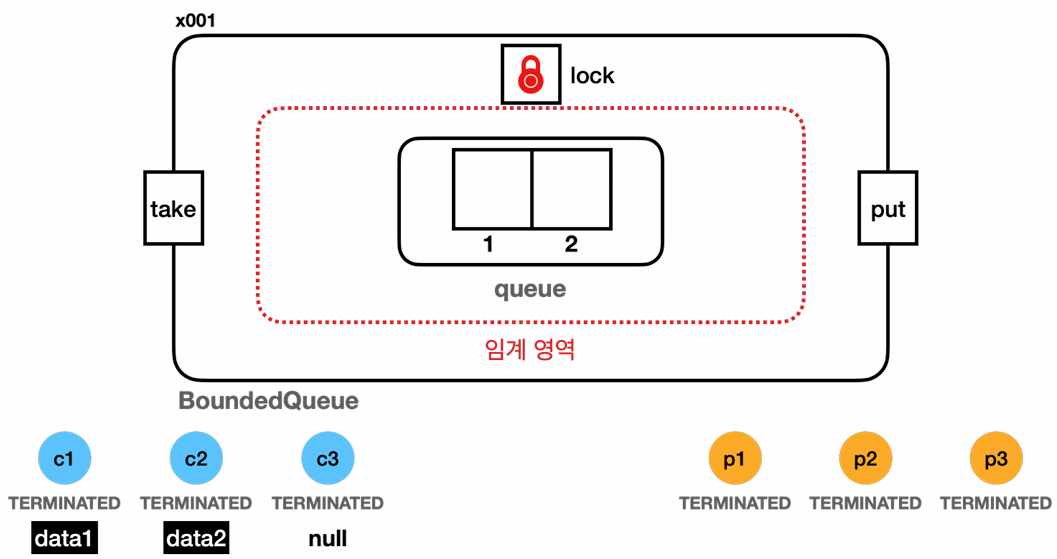 x001
lock
take
put
1 2
queue
임계 영역
BoundedQueue
c1 c2 c3 p1 p2 p3
TERMINATED TERMINATED TERMINATED TERMINATED TERMINATED TERMINATED
data1 data2 null